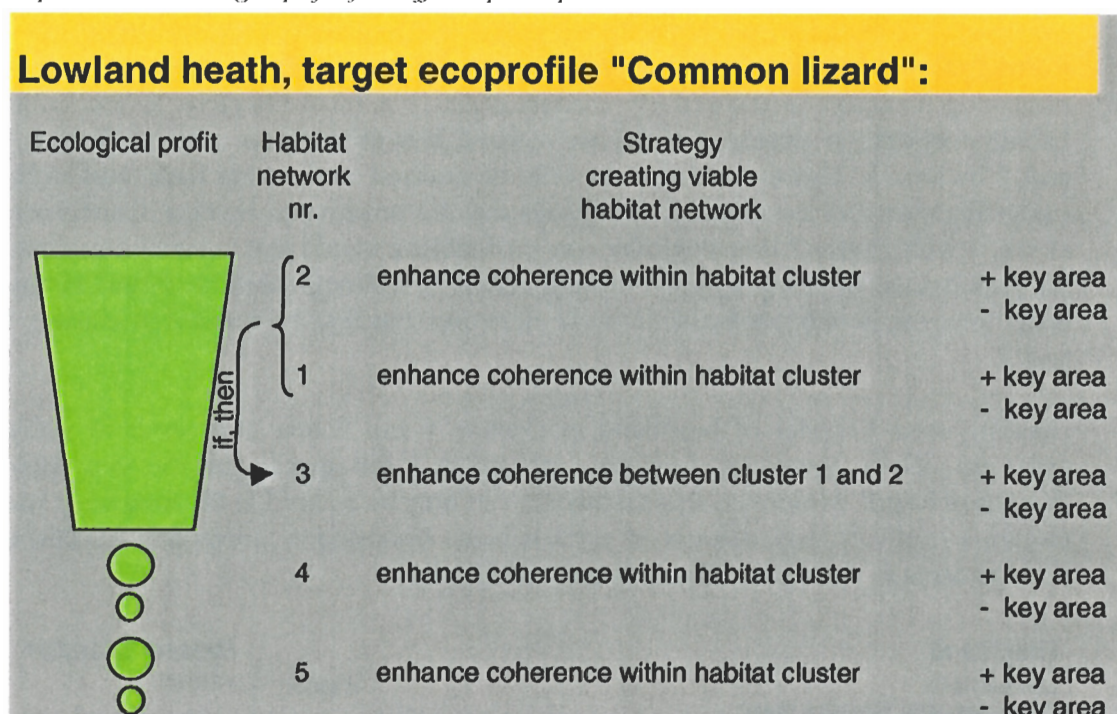 Lowland heath, target ecoprofile "Common lizard":
Ecological profit Habitat network nr. Strategy creating viable habitat network
2 enhance coherence within habitat cluster + key area
- key area
1 enhance coherence within habitat cluster + key area
- key area
if, then
3 enhance coherence between cluster 1 and 2 + key area
- key area
4 enhance coherence within habitat cluster + key area
- key area
5 enhance coherence within habitat cluster + key area
- key area